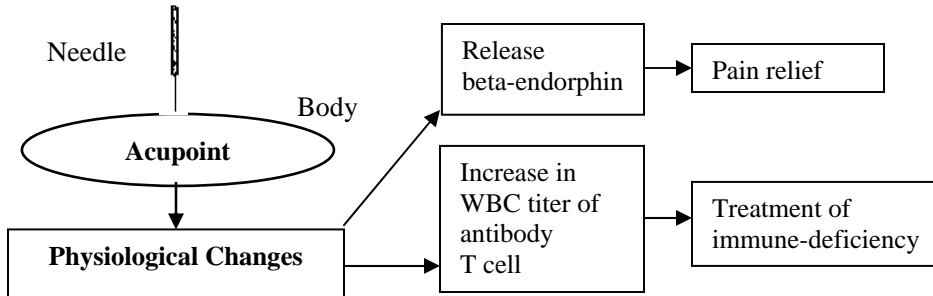 Needle
Body
Acupoint
Physiological Changes
Release
beta-endorphin
Pain relief
Increase in
WBC titer of
antibody
T cell
Treatment of
immune-deficiency